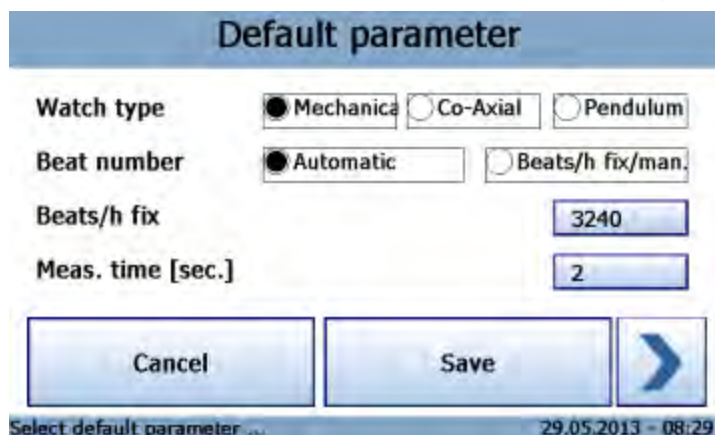 Default parameter
Watch type Mechanica Co-Axial Pendulum
Beat number Automatic Beats/h fix/man.
Beats/h fix 3240
Meas. time [sec.] 2
Cancel Save
Select default parameter ... 29.05.2013 - 08:29